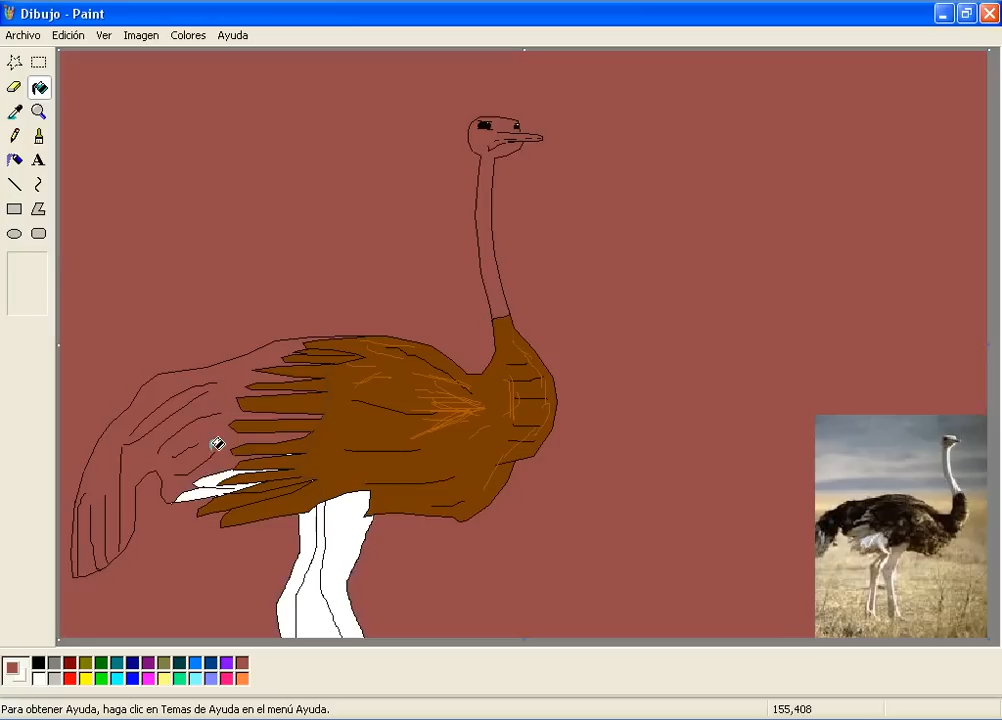 Dibujo - Paint
Archivo Edición Ver Imagen Colores Ayuda
A
Para obtener Ayuda, haga clic en Temas de Ayuda en el menú Ayuda. 155,408